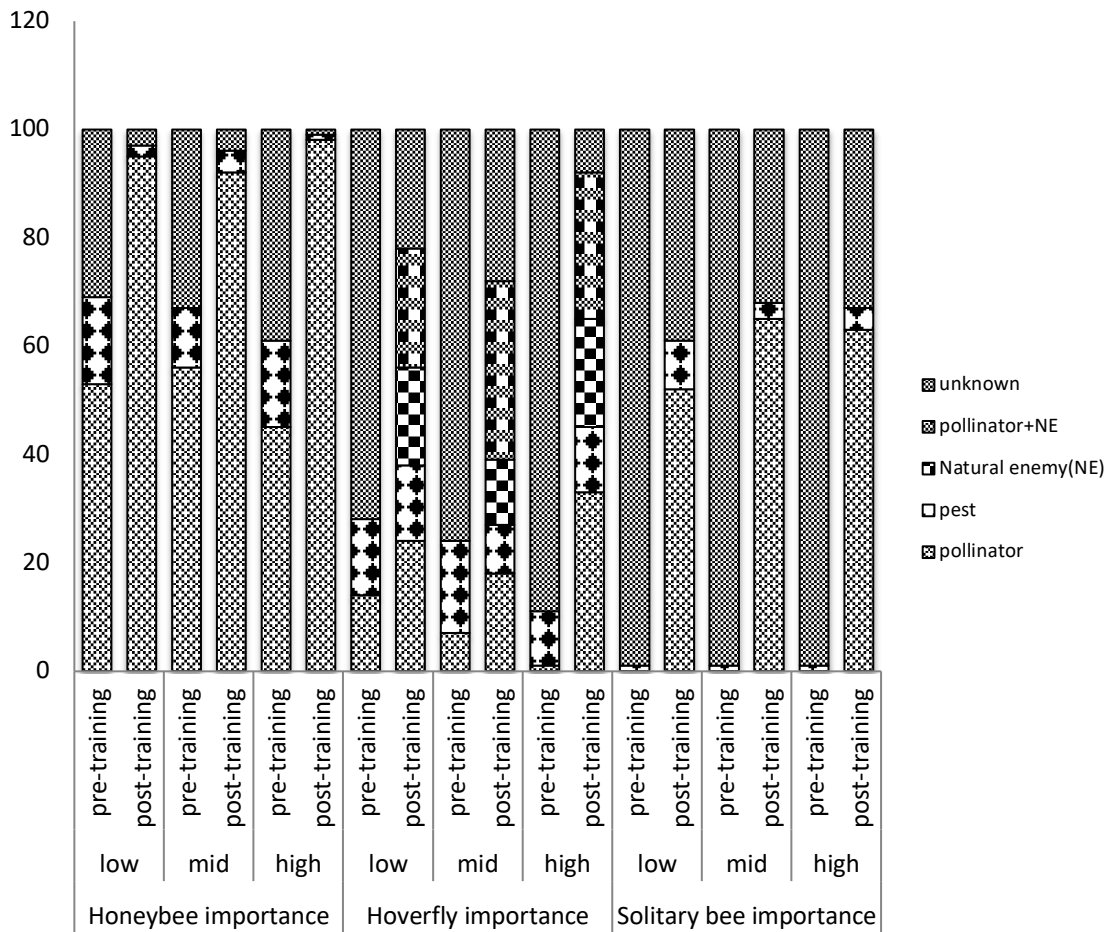 120
100
80
60
40
20
0
unknown
pollinator+NE
Natural enemy(NE)
pest
pollinator
pre-training
post-training
pre-training
post-training
pre-training
post-training
pre-training
post-training
pre-training
post-training
pre-training
post-training
pre-training
post-training
pre-training
post-training
pre-training
post-training
low
mid
high
low
mid
high
low
mid
high
Honeybee importance
Hoverfly importance
Solitary bee importance